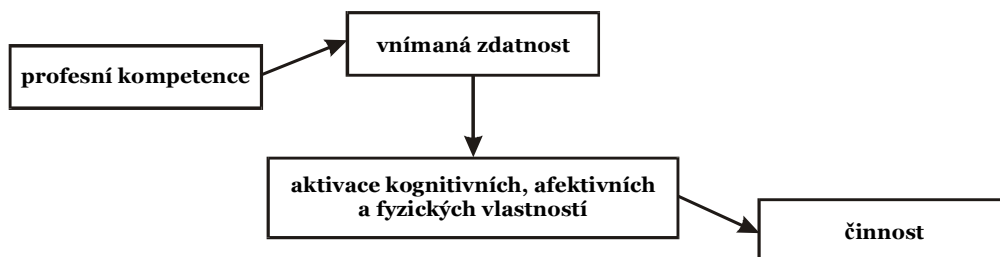 vnímaná zdatnost
profesní kompetence
aktivace kognitivních, afektivních
a fyzických vlastností
činnost